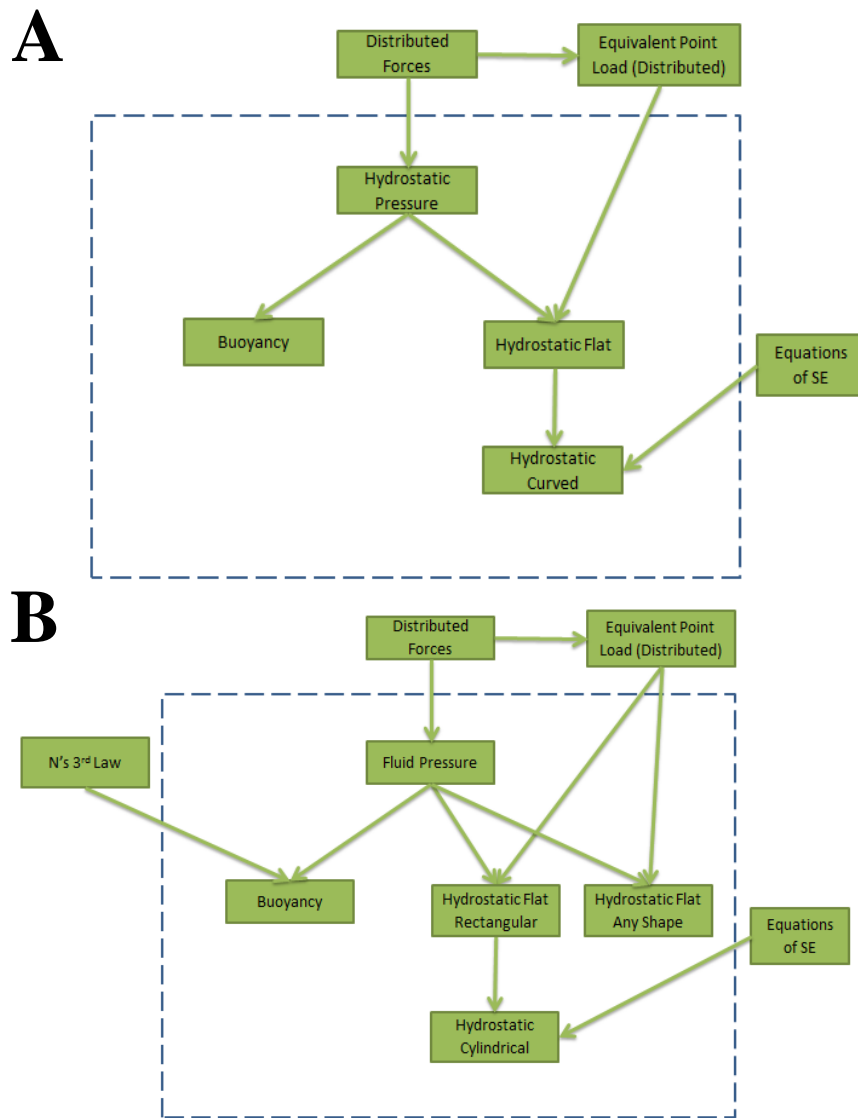 A
Distributed
Forces
Equivalent Point
Load (Distributed)
Hydrostatic
Pressure
Buoyancy
Hydrostatic Flat
Equations
of SE
Hydrostatic
Curved
B
Distributed
Forces
Equivalent Point
Load (Distributed)
N's 3rd Law
Fluid Pressure
Buoyancy
Hydrostatic Flat
Rectangular
Hydrostatic Flat
Any Shape
Equations
of SE
Hydrostatic
Cylindrical